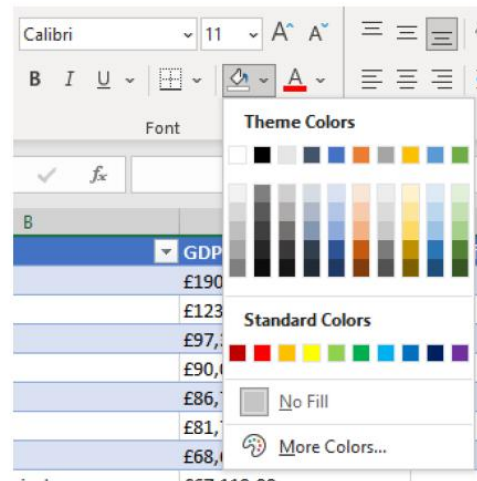 Calibri 11 A A
B I U A
Font
Theme Colors
fx
B
GDP
£190
£123
£97,
Standard Colors
£90,
£86,
No Fill
£81,
More Colors...
£68,